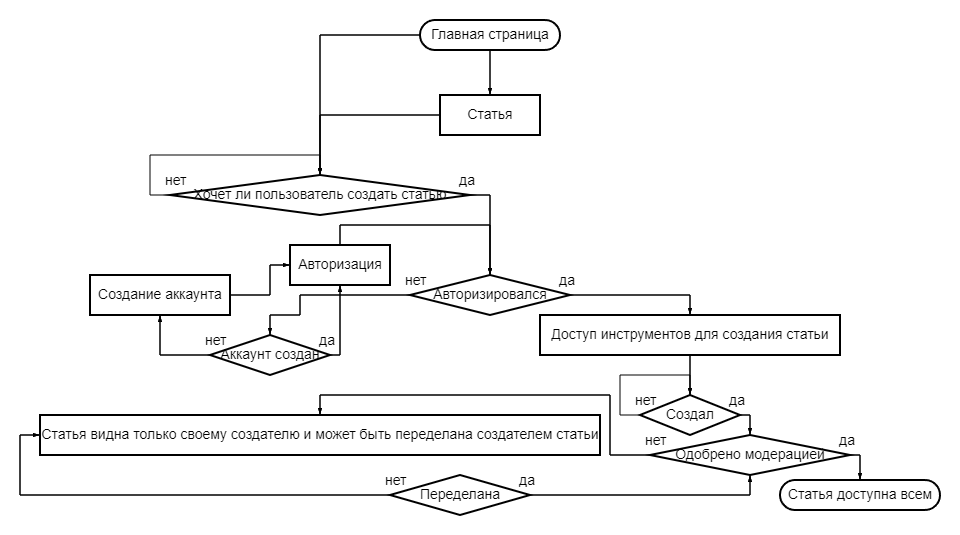 Главная страница
Статья
нет
да
Хочет ли пользователь создать статью
Авторизация
Создание аккаунта
нет
да
Авторизировался
нет
да
Аккаунт создан
Доступ инструментов для создания статьи
нет
да
Создал
Статья видна только своему создателю и может быть переделана создателем статьи
нет
да
Одобрено модерацией
нет
да
Переделана
Статья доступна всем